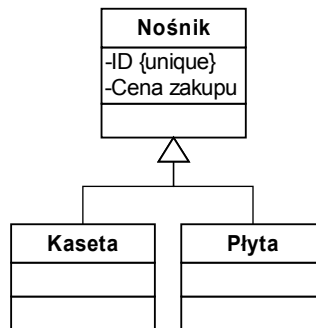 Nośnik
-ID {unique}
-Cena zakupu
Kaseta
Płyta